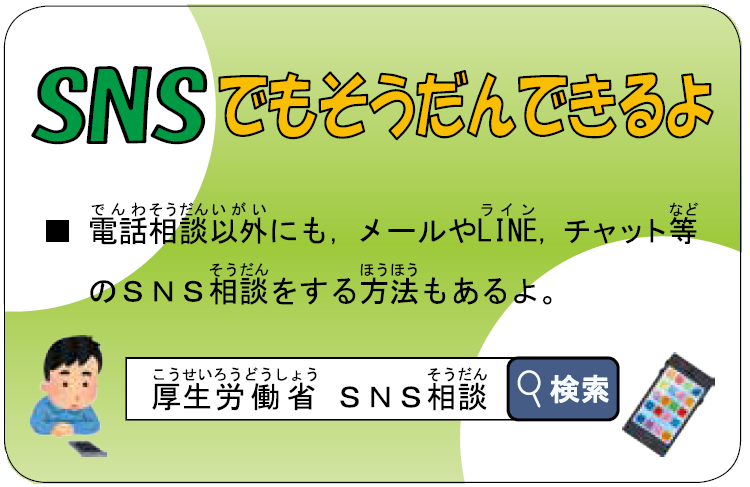 SNSでもそうだんできるよ
でんわそうだんいがい ライン など
■ 電話相談以外にも，メールやLINE，チャット等
そうだん ほうほう
のＳＮＳ相談をする方法もあるよ。
こうせいろうどうしょう そうだん
厚生労働省 ＳＮＳ相談 検索